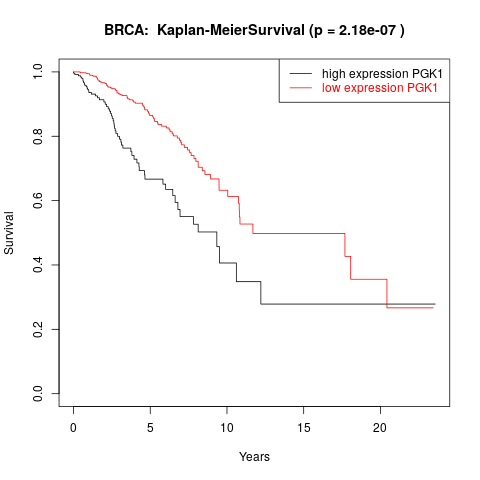 BRCA:  Kaplan-MeierSurvival (p = 2.18e-07 )
high expression PGK1
low expression PGK1
Survival
1.0
0.8
0.6
0.4
0.2
0.0
0 5 10 15 20
Years